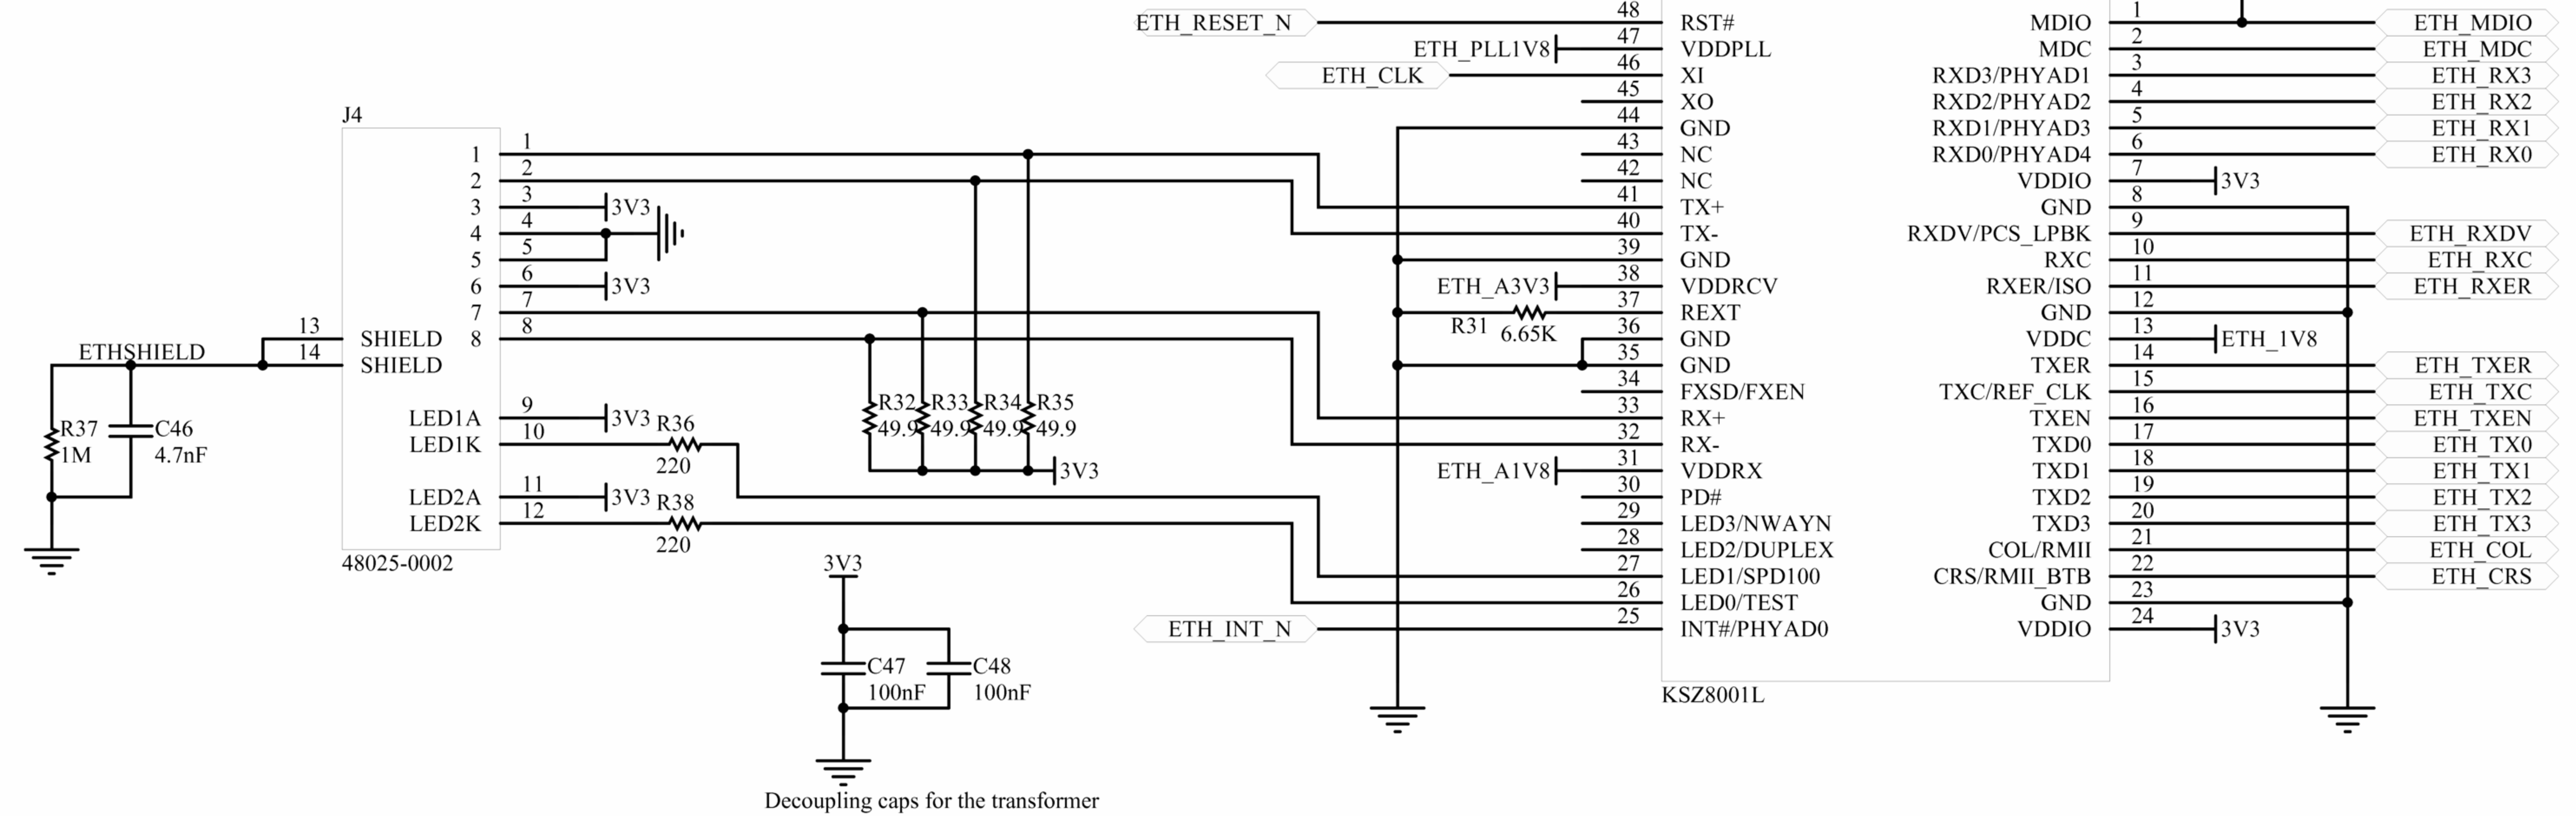 ETH_RESET_N 48 RST# MDIO 1 ETH_MDIO
ETH_PLL1V8 47 VDDPLL MDC 2 ETH_MDC
ETH_CLK 46 XI RXD3/PHYAD1 3 ETH_RX3
45 XO RXD2/PHYAD2 4 ETH_RX2
44 GND RXD1/PHYAD3 5 ETH_RX1
43 NC RXD0/PHYAD4 6 ETH_RX0
42 NC VDDIO 7 3V3
41 TX+ GND 8
40 TX- RXDV/PCS_LPBK 9 ETH_RXDV
39 GND RXC 10 ETH_RXC
ETH_A3V3 38 VDDRCV RXER/ISO 11 ETH_RXER
37 REXT GND 12
R31 6.65K
36 GND VDDC 13 ETH_1V8
35 GND TXER 14 ETH_TXER
34 FXSD/FXEN TXC/REF_CLK 15 ETH_TXC
33 RX+ TXEN 16 ETH_TXEN
32 RX- TXD0 17 ETH_TX0
ETH_A1V8 31 VDDRX TXD1 18 ETH_TX1
30 PD# TXD2 19 ETH_TX2
29 LED3/NWAYN TXD3 20 ETH_TX3
28 LED2/DUPLEX COL/RMII 21 ETH_COL
27 LED1/SPD100 CRS/RMII_BTB 22 ETH_CRS
26 LED0/TEST GND 23
ETH_INT_N 25 INT#/PHYAD0 VDDIO 24 3V3
KSZ8001L
J4
1 1
2 2
3 3 3V3
4 4
5 5
6 6 3V3
7 7
13 SHIELD 8 8
ETHSHIELD 14 SHIELD
LED1A 9 3V3
LED1K 10
R36
220
LED2A 11 3V3
LED2K 12
R38
220
48025-0002
R37
1M
C46
4.7nF
R32 R33 R34 R35
49.9 49.9 49.9 49.9
3V3
3V3
C47 C48
100nF 100nF
Decoupling caps for the transformer